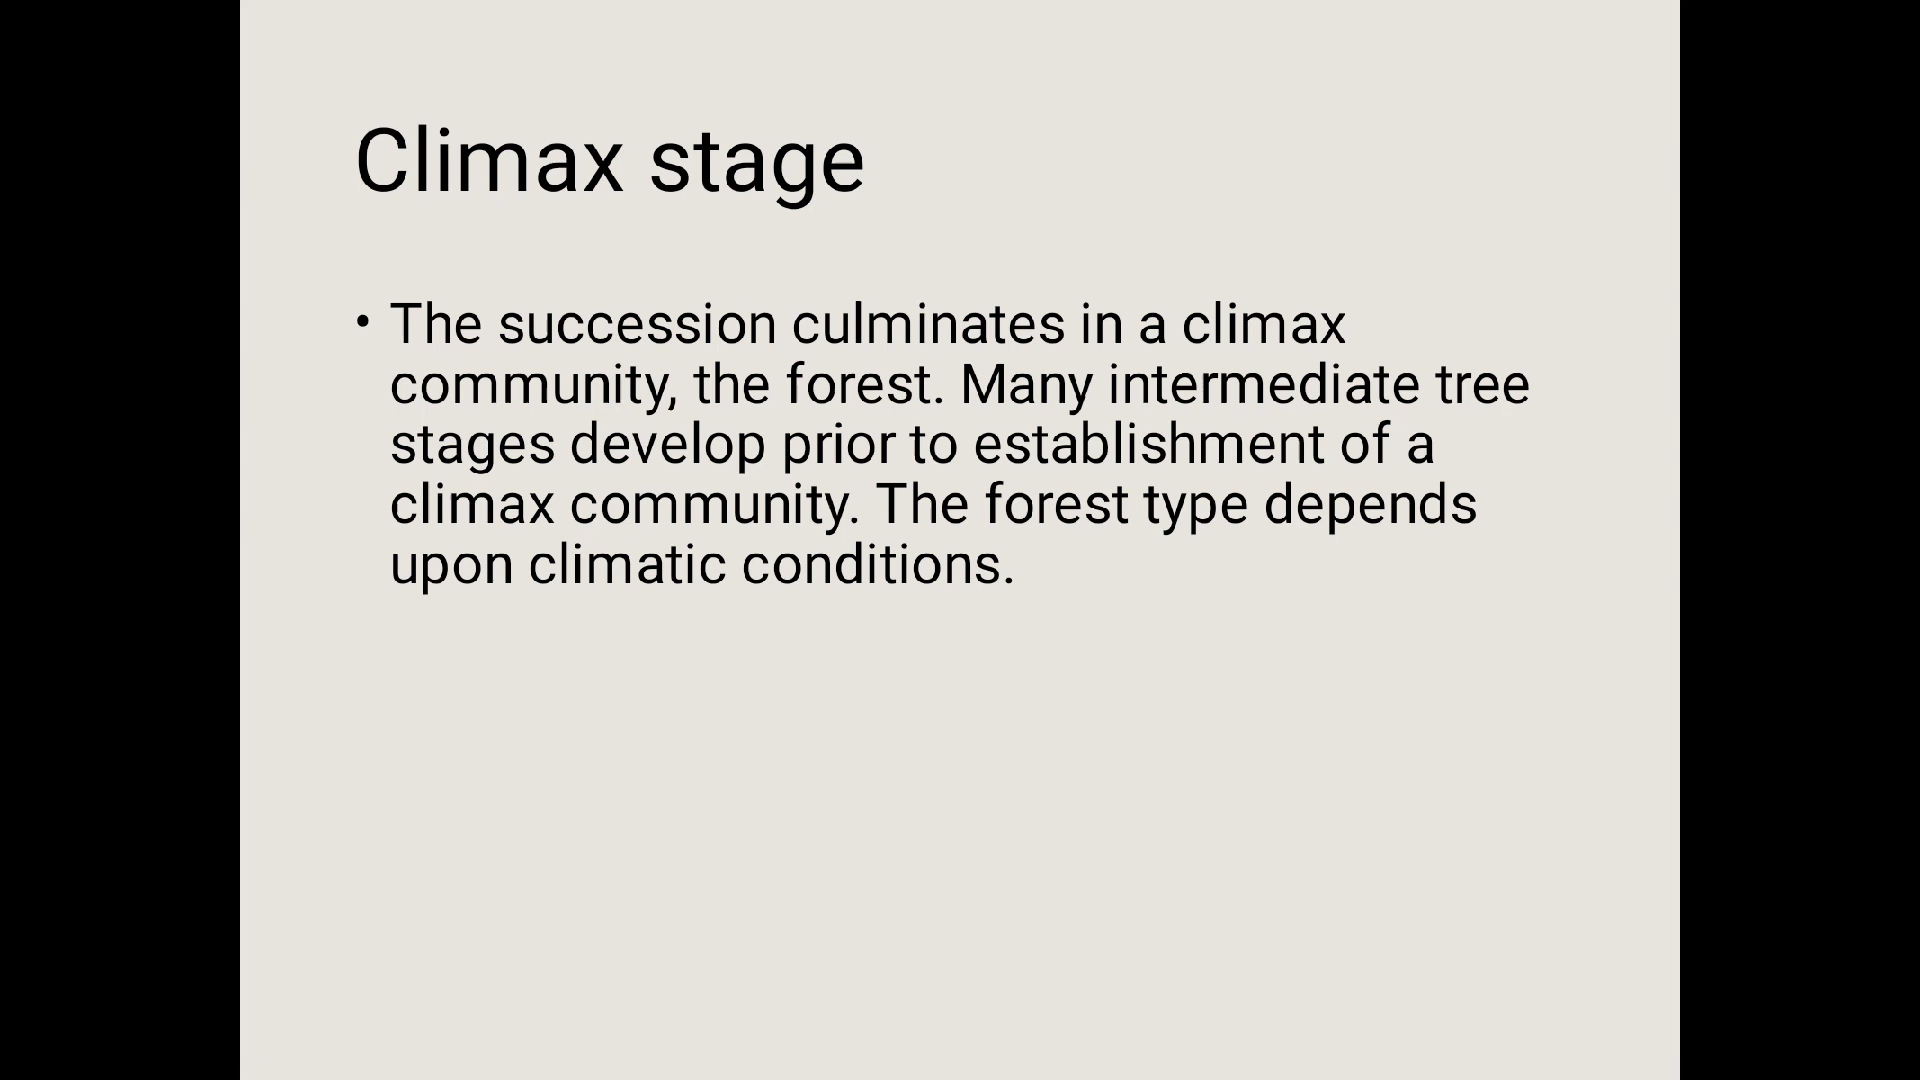 Climax stage
• The succession culminates in a climax
community, the forest. Many intermediate tree
stages develop prior to establishment of a
climax community. The forest type depends
upon climatic conditions.